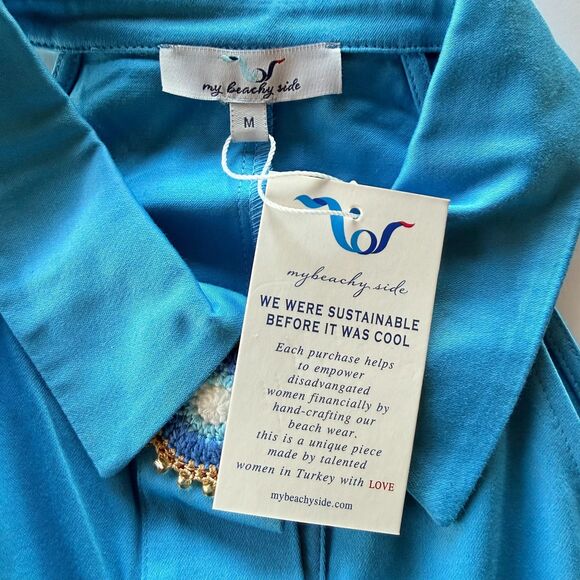 my beachy side
M
mybeachy side
WE WERE SUSTAINABLE
BEFORE IT WAS COOL
Each purchase helps
to empower
disadvangated
women financially by
hand-crafting our
beach wear.
this is a unique piece
made by talented
women in Turkey with LOVE
mybeachyside.com